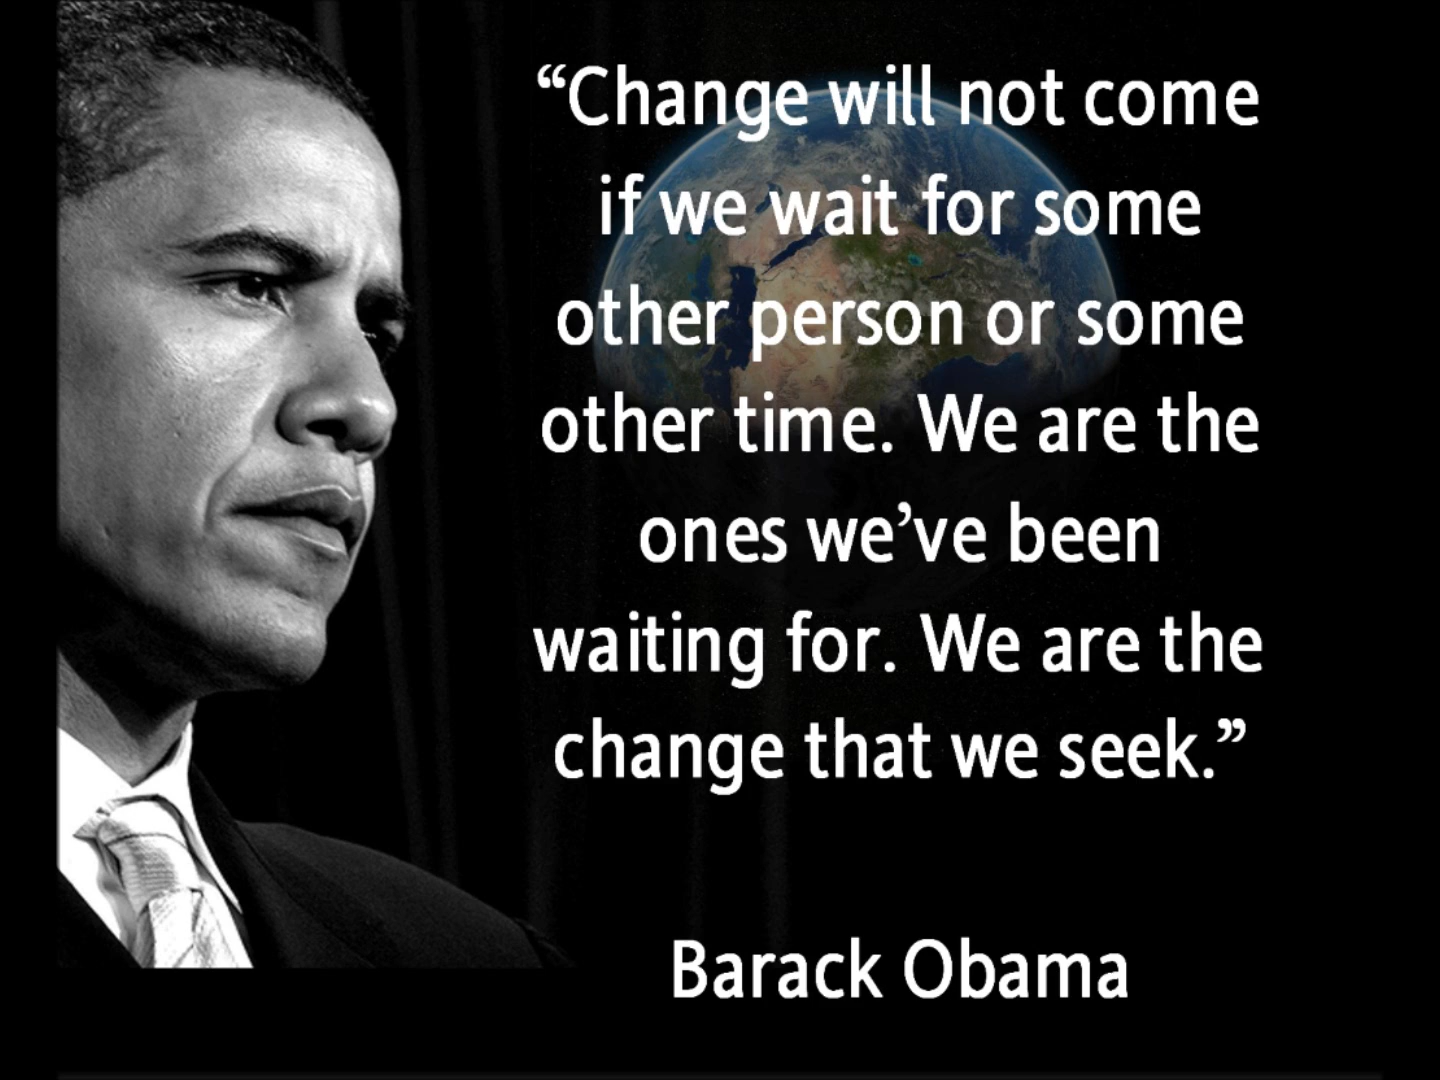 “Change will not come
if we wait for some
other person or some
other time. We are the
ones we’ve been
waiting for. We are the
change that we seek.”
Barack Obama